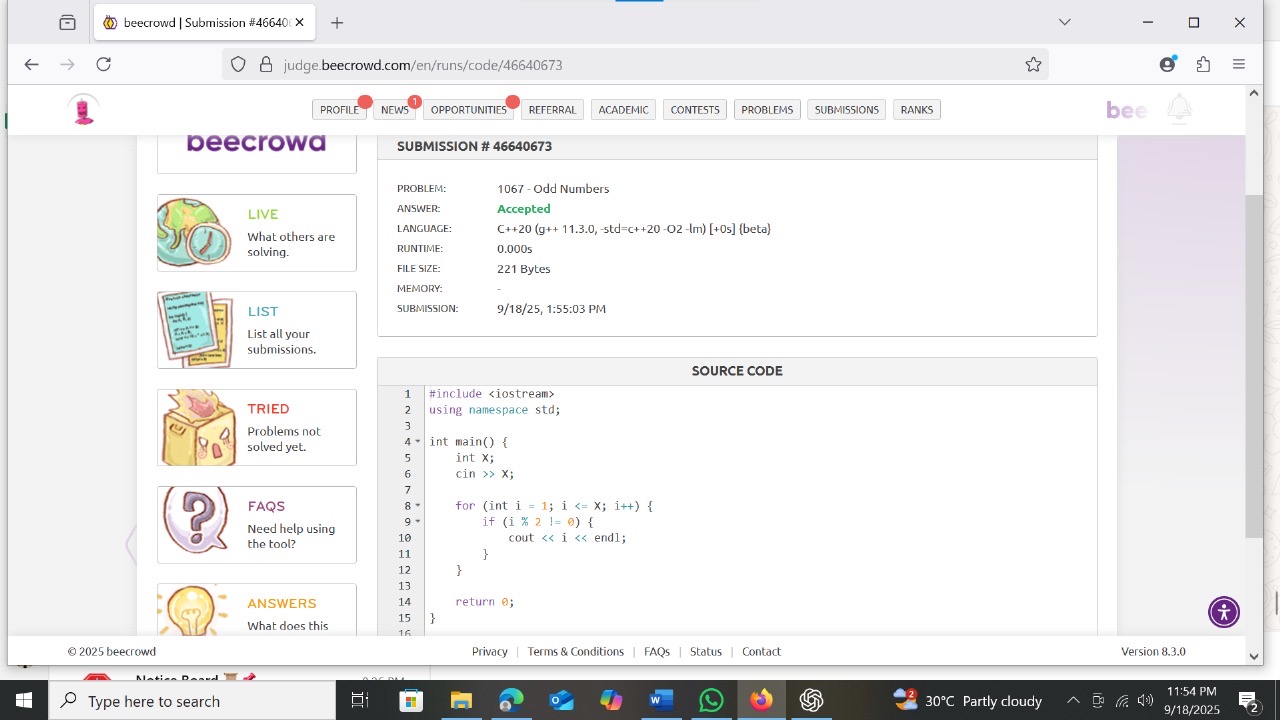 beecrowd | Submission #46640
judge.beecrowd.com/en/runs/code/46640673
PROFILE NEWS 1 OPPORTUNITIES REFERRAL ACADEMIC CONTESTS PROBLEMS SUBMISSIONS RANKS bee
beecrowd
LIVE
What others are
solving.
LIST
List all your
submissions.
TRIED
Problems not
solved yet.
FAQS
Need help using
the tool?
ANSWERS
What does this
SUBMISSION # 46640673
PROBLEM: 1067 - Odd Numbers
ANSWER: Accepted
LANGUAGE: C++20 (g++ 11.3.0, -std=c++20 -O2 -lm) [+0s] {beta}
RUNTIME: 0.000s
FILE SIZE: 221 Bytes
MEMORY: -
SUBMISSION: 9/18/25, 1:55:03 PM
SOURCE CODE
1 #include <iostream>
2 using namespace std;
3
4 int main() {
5     int X;
6     cin >> X;
7
8     for (int i = 1; i <= X; i++) {
9         if (i % 2 != 0) {
10             cout << i << endl;
11         }
12     }
13
14     return 0;
15 }
16
© 2025 beecrowd Privacy | Terms & Conditions | FAQs | Status | Contact Version 8.3.0
Notice Board
Type here to search
2 30°C Partly cloudy
11:54 PM
9/18/2025
2